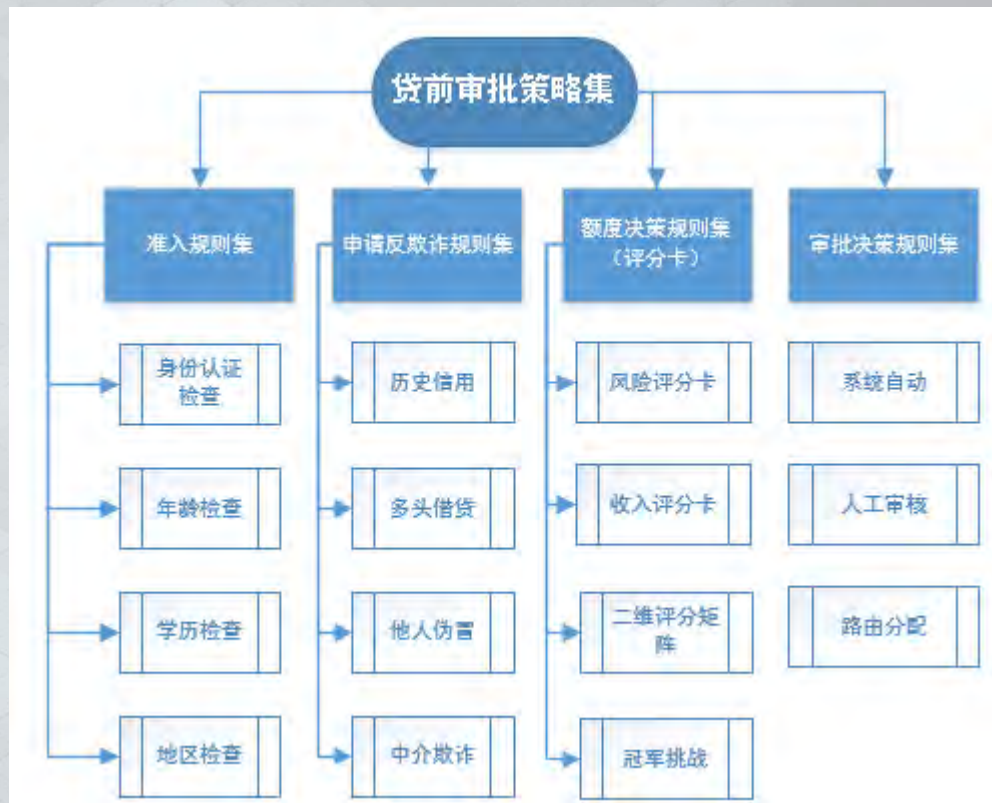 贷前审批策略集
准入规则集
申请反欺诈规则集
额度决策规则集
（评分卡）
审批决策规则集
身份认证
检查
历史信用
风险评分卡
系统自动
年龄检查
多头借贷
收入评分卡
人工审核
学历检查
他人伪冒
二维评分矩
阵
路由分配
地区检查
中介欺诈
冠军挑战